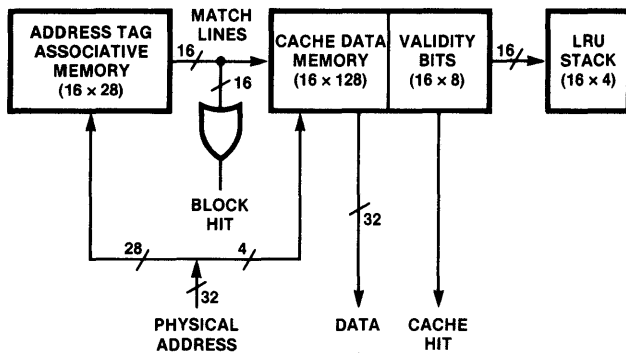 ADDRESS TAG
ASSOCIATIVE
MEMORY
(16 × 28)
16
MATCH
LINES
16
CACHE DATA
MEMORY
(16 × 128)
VALIDITY
BITS
(16 × 8)
16
LRU
STACK
(16 × 4)
BLOCK
HIT
28
4
32
32
PHYSICAL
ADDRESS
DATA
CACHE
HIT